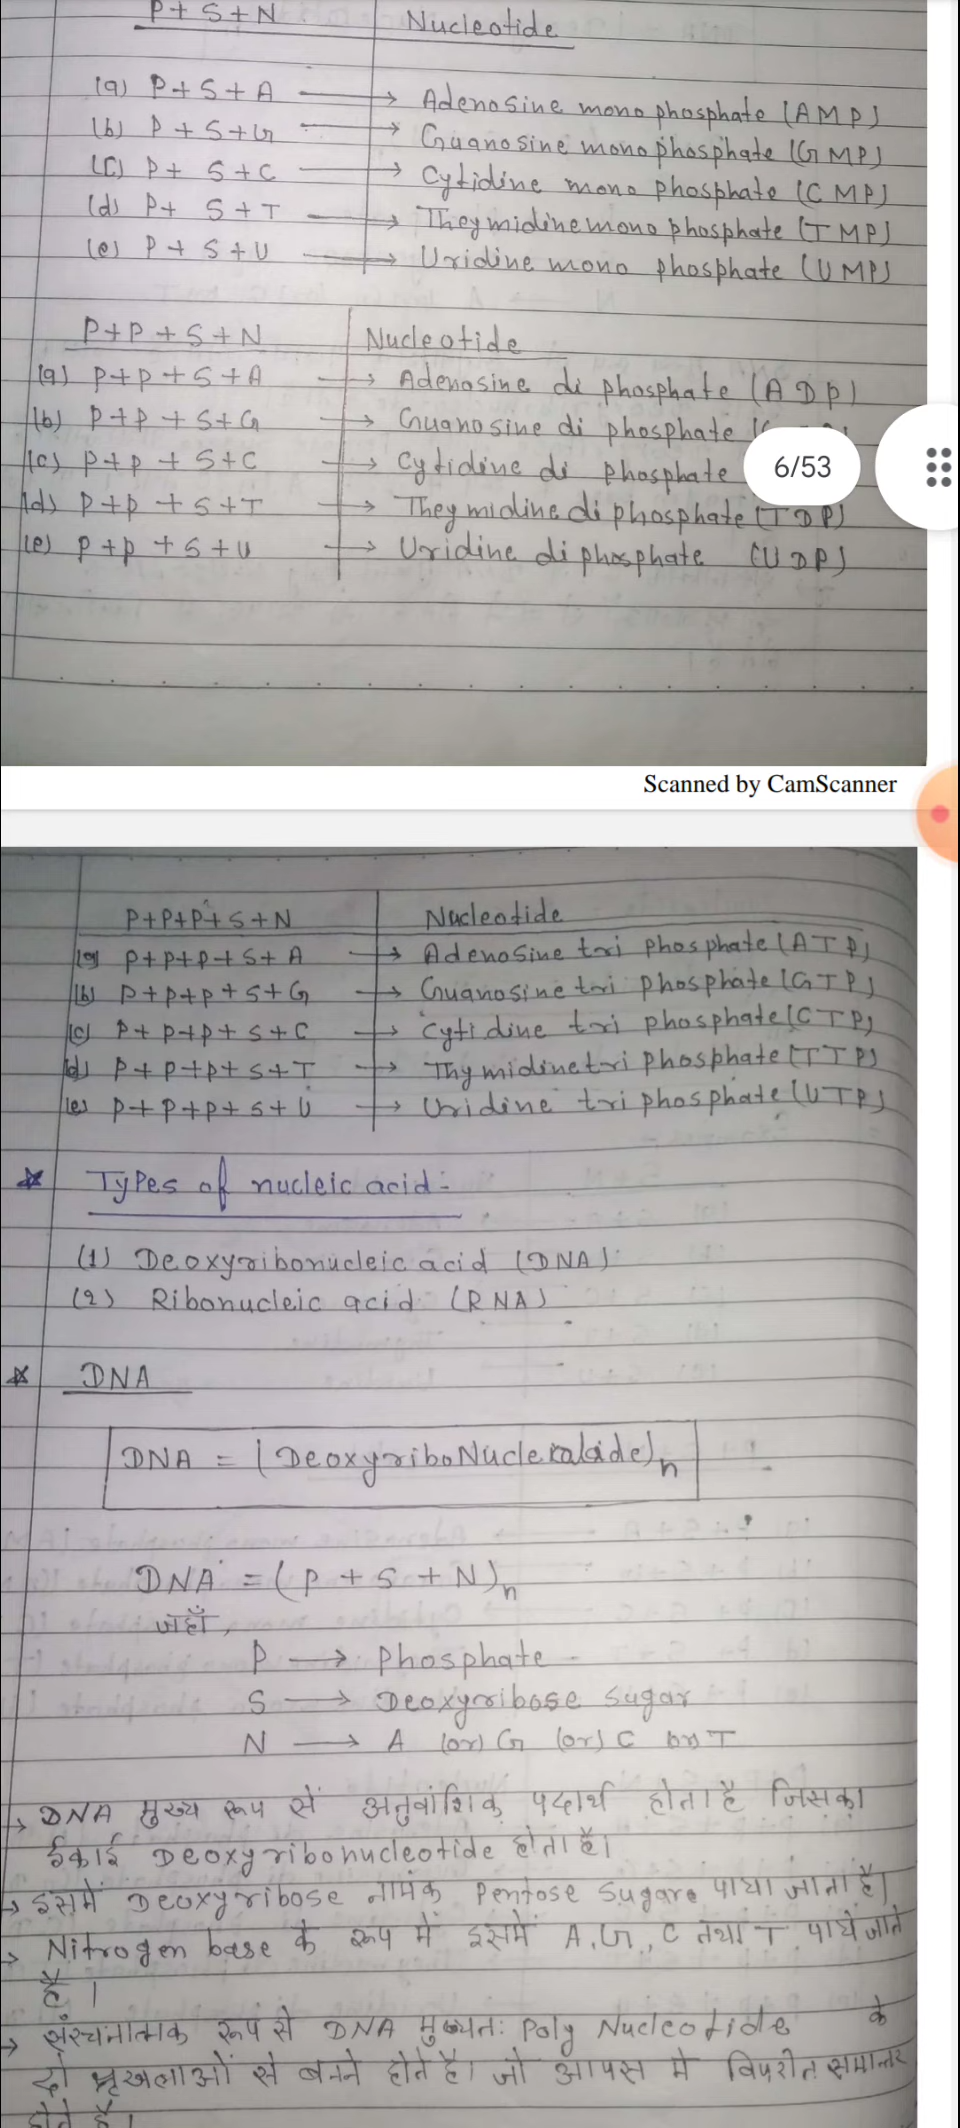 P+ S+N Nucleotide
(a) P+S+A → Adenosine mono phosphate (AMP)
(b) P+S+G → Guanosine mono phosphate (GMP)
(c) P+ S+C → Cytidine mono phosphate (CMP)
(d) P+ S+T → Theymidine mono phosphate (TMP)
(e) P+S+U → Uridine mono phosphate (UMP)
P+P+S+N Nucleotide
(a) P+P+S+A → Adenosine di phosphate (ADP)
(b) P+P+S+G → Guanosine di phosphate
(c) P+P+S+C → Cytidine di phosphate
6/53
(d) P+P+S+T → Theymidine di phosphate (TDP)
(e) P+P+S+U → Uridine di phosphate (UDP)
Scanned by CamScanner
P+P+P+S+N Nucleotide
(a) P+P+P+S+A → Adenosine tri phosphate (ATP)
(b) P+P+P+S+G → Guanosine tri phosphate (GTP)
(c) P+P+P+S+C → Cytidine tri phosphate (CTP)
(d) P+P+P+S+T → Thymidine tri phosphate (TTP)
(e) P+P+P+S+U → Uridine tri phosphate (UTP)
Types of nucleic acid:-
(1) Deoxyribonucleic acid (DNA)
(2) Ribonucleic acid (RNA)
DNA
DNA = (
)n
DNA = (P + S + N)n
जहाँ,
P → Phosphate
S → Deoxyribose sugar
N → A (or) G (or) C (or) T
→ DNA मुख्य रूप से अनुवांशिक पदार्थ होता है जिसका
ईकाई Deoxyribonucleotide होता है।
→ इसमें Deoxyribose नामक Pentose Sugare पाया जाता है।
→ Nitrogen base के रूप में इसमें A, G, C तथा T पाये जाते
है।
→ संरचनात्मक रूप से DNA मुख्यतः Poly Nucleotide के
दो श्रृखलाओं से बनने होते है। जो आपस मे विपरीत समान्तर
होते है।